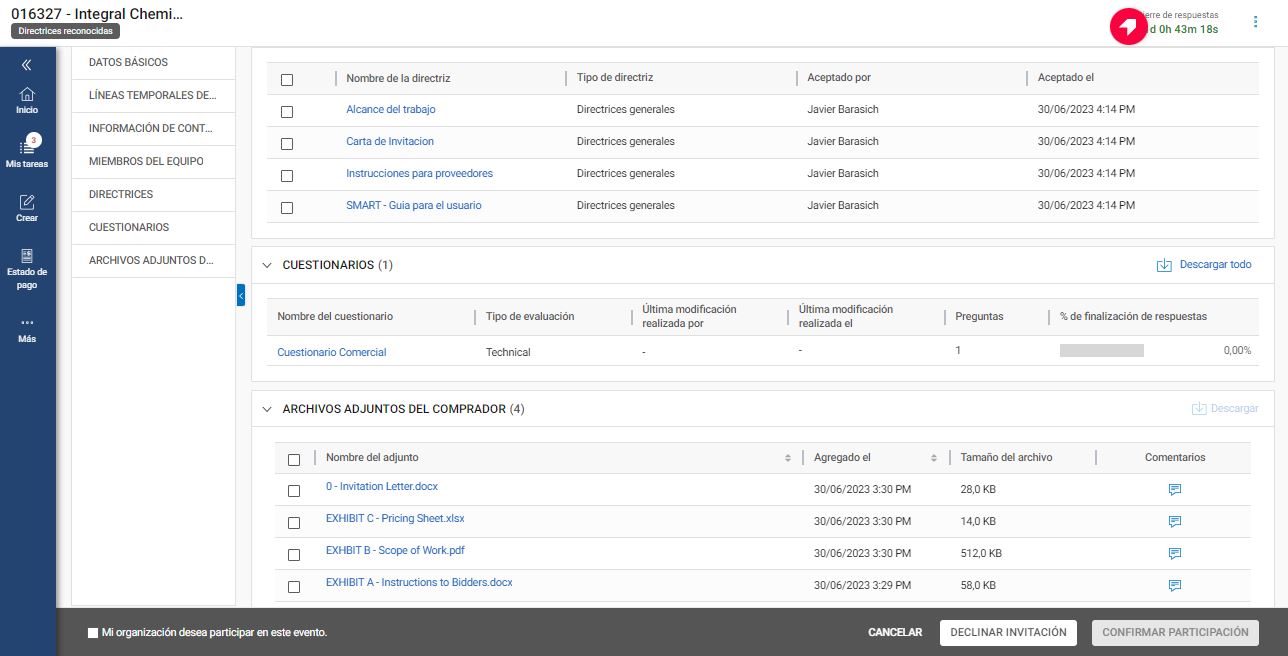 016327 - Integral Chemi...
Directrices reconocidas
ierre de respuestas
d 0h 43m 18s
Inicio
3
Mis tareas
Crear
Estado de
pago
Más
DATOS BÁSICOS
LÍNEAS TEMPORALES DE...
INFORMACIÓN DE CONT...
MIEMBROS DEL EQUIPO
DIRECTRICES
CUESTIONARIOS
ARCHIVOS ADJUNTOS D...
Nombre de la directriz Tipo de directriz Aceptado por Aceptado el
Alcance del trabajo Directrices generales Javier Barasich 30/06/2023 4:14 PM
Carta de Invitacion Directrices generales Javier Barasich 30/06/2023 4:14 PM
Instrucciones para proveedores Directrices generales Javier Barasich 30/06/2023 4:14 PM
SMART - Guia para el usuario Directrices generales Javier Barasich 30/06/2023 4:14 PM
CUESTIONARIOS (1) Descargar todo
Nombre del cuestionario Tipo de evaluación Última modificación realizada por Última modificación realizada el Preguntas % de finalización de respuestas
Cuestionario Comercial Technical - - 1 0,00%
ARCHIVOS ADJUNTOS DEL COMPRADOR (4) Descargar
Nombre del adjunto Agregado el Tamaño del archivo Comentarios
0 - Invitation Letter.docx 30/06/2023 3:30 PM 28,0 KB
EXHIBIT C - Pricing Sheet.xlsx 30/06/2023 3:30 PM 14,0 KB
EXHBIT B - Scope of Work.pdf 30/06/2023 3:30 PM 512,0 KB
EXHIBIT A - Instructions to Bidders.docx 30/06/2023 3:29 PM 58,0 KB
Mi organización desea participar en este evento. CANCELAR DECLINAR INVITACIÓN CONFIRMAR PARTICIPACIÓN